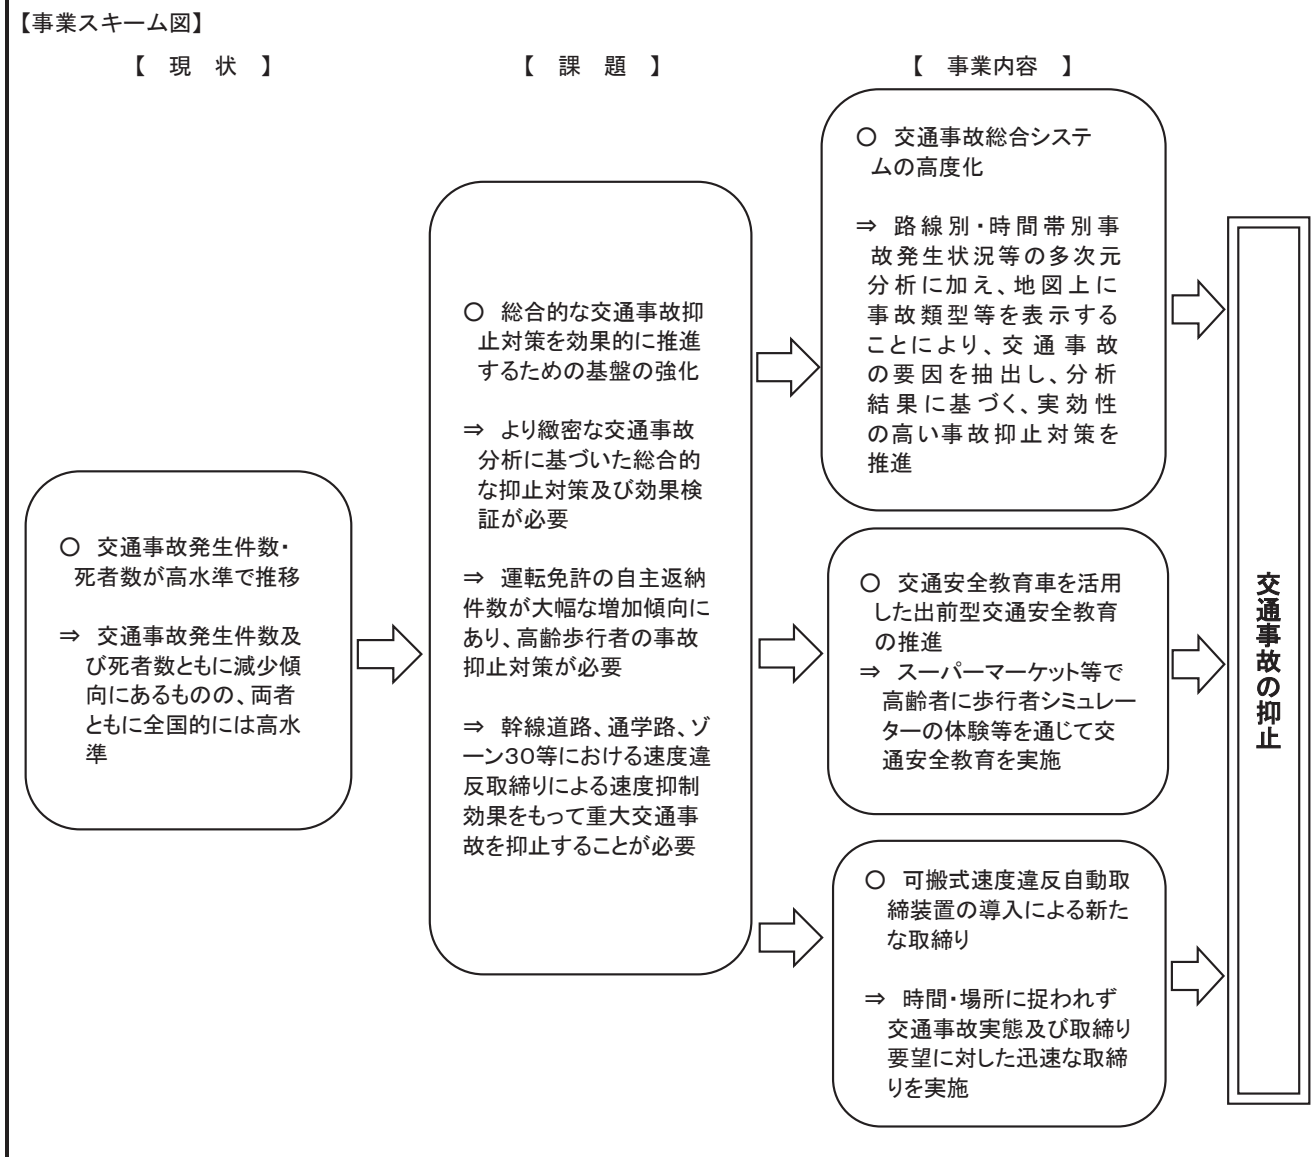 【事業スキーム図】
【　現　状　】
【　課　題　】
【　事業内容　】
○　交通事故発生件数・
死者数が高水準で推移
⇒　交通事故発生件数及
び死者数ともに減少傾
向にあるものの、両者
ともに全国的には高水
準
○　総合的な交通事故抑
止対策を効果的に推進
するための基盤の強化
⇒　より緻密な交通事故
分析に基づいた総合的
な抑止対策及び効果検
証が必要
⇒　運転免許の自主返納
件数が大幅な増加傾向に
あり、高齢歩行者の事故
抑止対策が必要
⇒　幹線道路、通学路、ゾ
ーン30等における速度違
反取締りによる速度抑制
効果をもって重大交通事
故を抑止することが必要
○　交通事故総合システ
ムの高度化
⇒　路線別・時間帯別事
故発生状況等の多次元
分析に加え、地図上に
事故類型等を表示する
ことにより、交通事故
の要因を抽出し、分析
結果に基づく、実効性
の高い事故抑止対策を
推進
○　交通安全教育車を活用
した出前型交通安全教育
の推進
⇒　スーパーマーケット等で
高齢者に歩行者シミュレー
ターの体験等を通じて交
通安全教育を実施
○　可搬式速度違反自動取
締装置の導入による新た
な取締り
⇒　時間・場所に捉われず
交通事故実態及び取締り
要望に対した迅速な取締
りを実施
交通事故の抑止